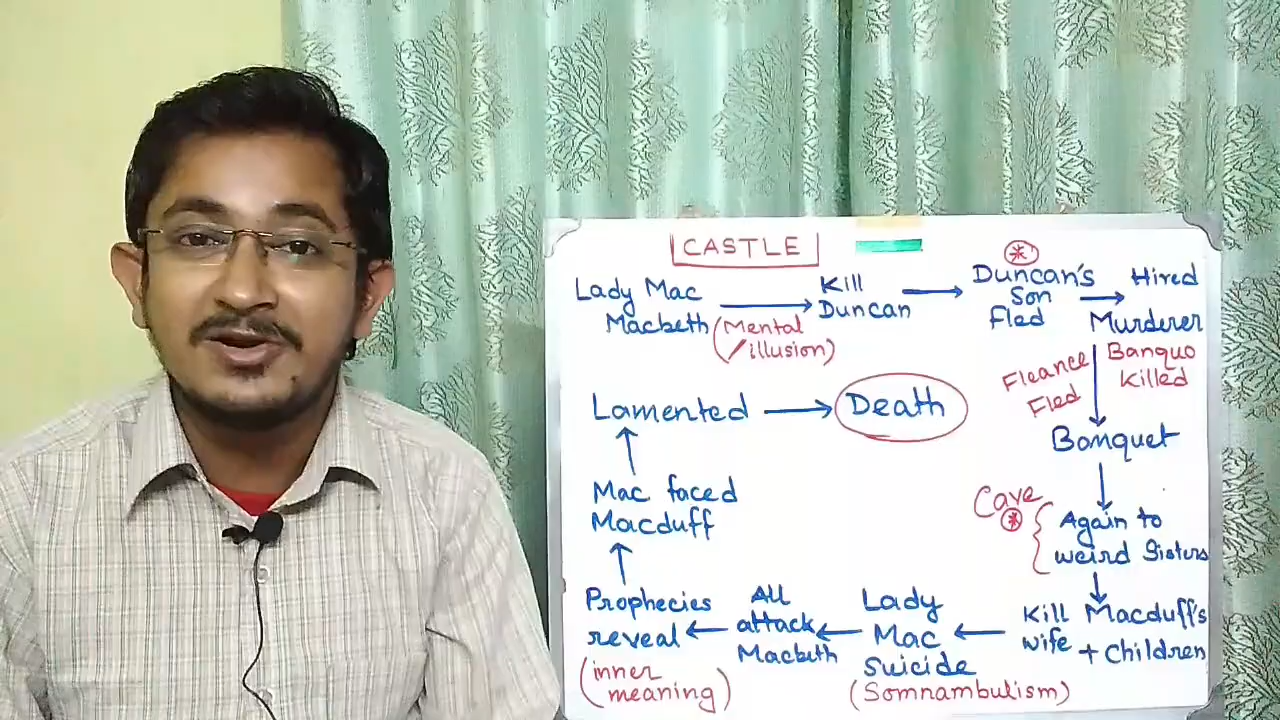 CASTLE
Lady Mac
Macbeth
(Mental
illusion)
Kill
Duncan
Duncan's
Son
Fled
Hired
Murderer
Fleance
Fled
Banquo
Killed
Banquet
Cave
Again to
weird Sisters
Kill Macduff's
wife + children
Lady
Mac
Suicide
(Somnambulism)
All
attack
Macbeth
Prophecies
reveal
(inner
meaning)
Mac faced
Macduff
Lamented
Death